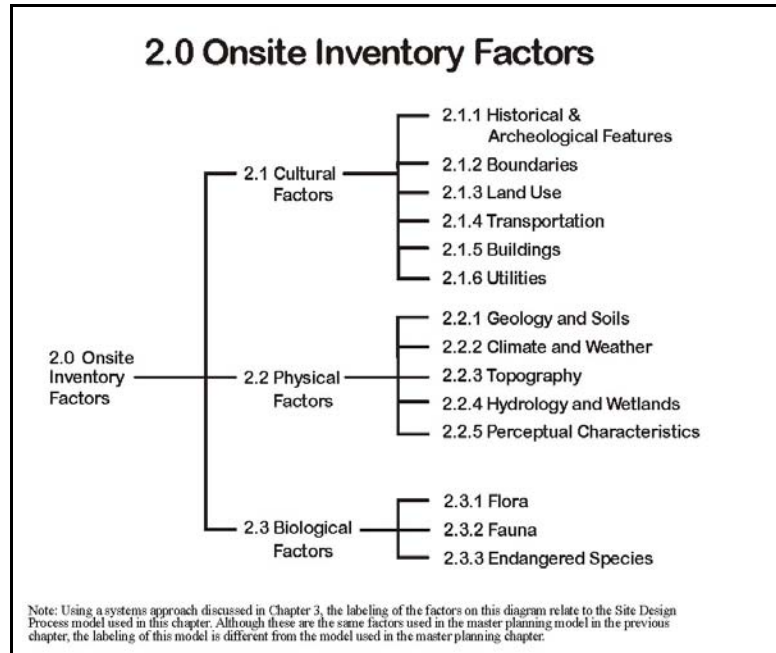 2.0 Onsite Inventory Factors
2.1.1 Historical &
Archeological Features
2.1 Cultural
Factors
2.1.2 Boundaries
2.1.3 Land Use
2.1.4 Transportation
2.1.5 Buildings
2.1.6 Utilities
2.0 Onsite
Inventory
Factors
2.2 Physical
Factors
2.2.1 Geology and Soils
2.2.2 Climate and Weather
2.2.3 Topography
2.2.4 Hydrology and Wetlands
2.2.5 Perceptual Characteristics
2.3 Biological
Factors
2.3.1 Flora
2.3.2 Fauna
2.3.3 Endangered Species
Note: Using a systems approach discussed in Chapter 3, the labeling of the factors on this diagram relate to the Site Design
Process model used in this chapter. Although these are the same factors used in the master planning model in the previous
chapter, the labeling of this model is different from the model used in the master planning chapter.